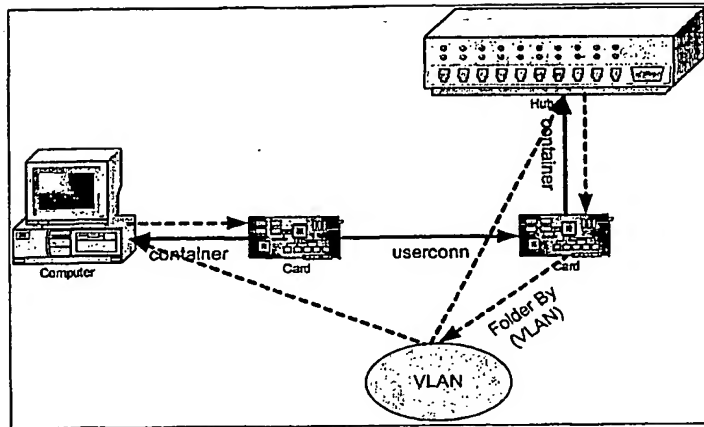 Hub
container
Computer
container
Card
userconn
Card
Folder By
(VLAN)
VLAN